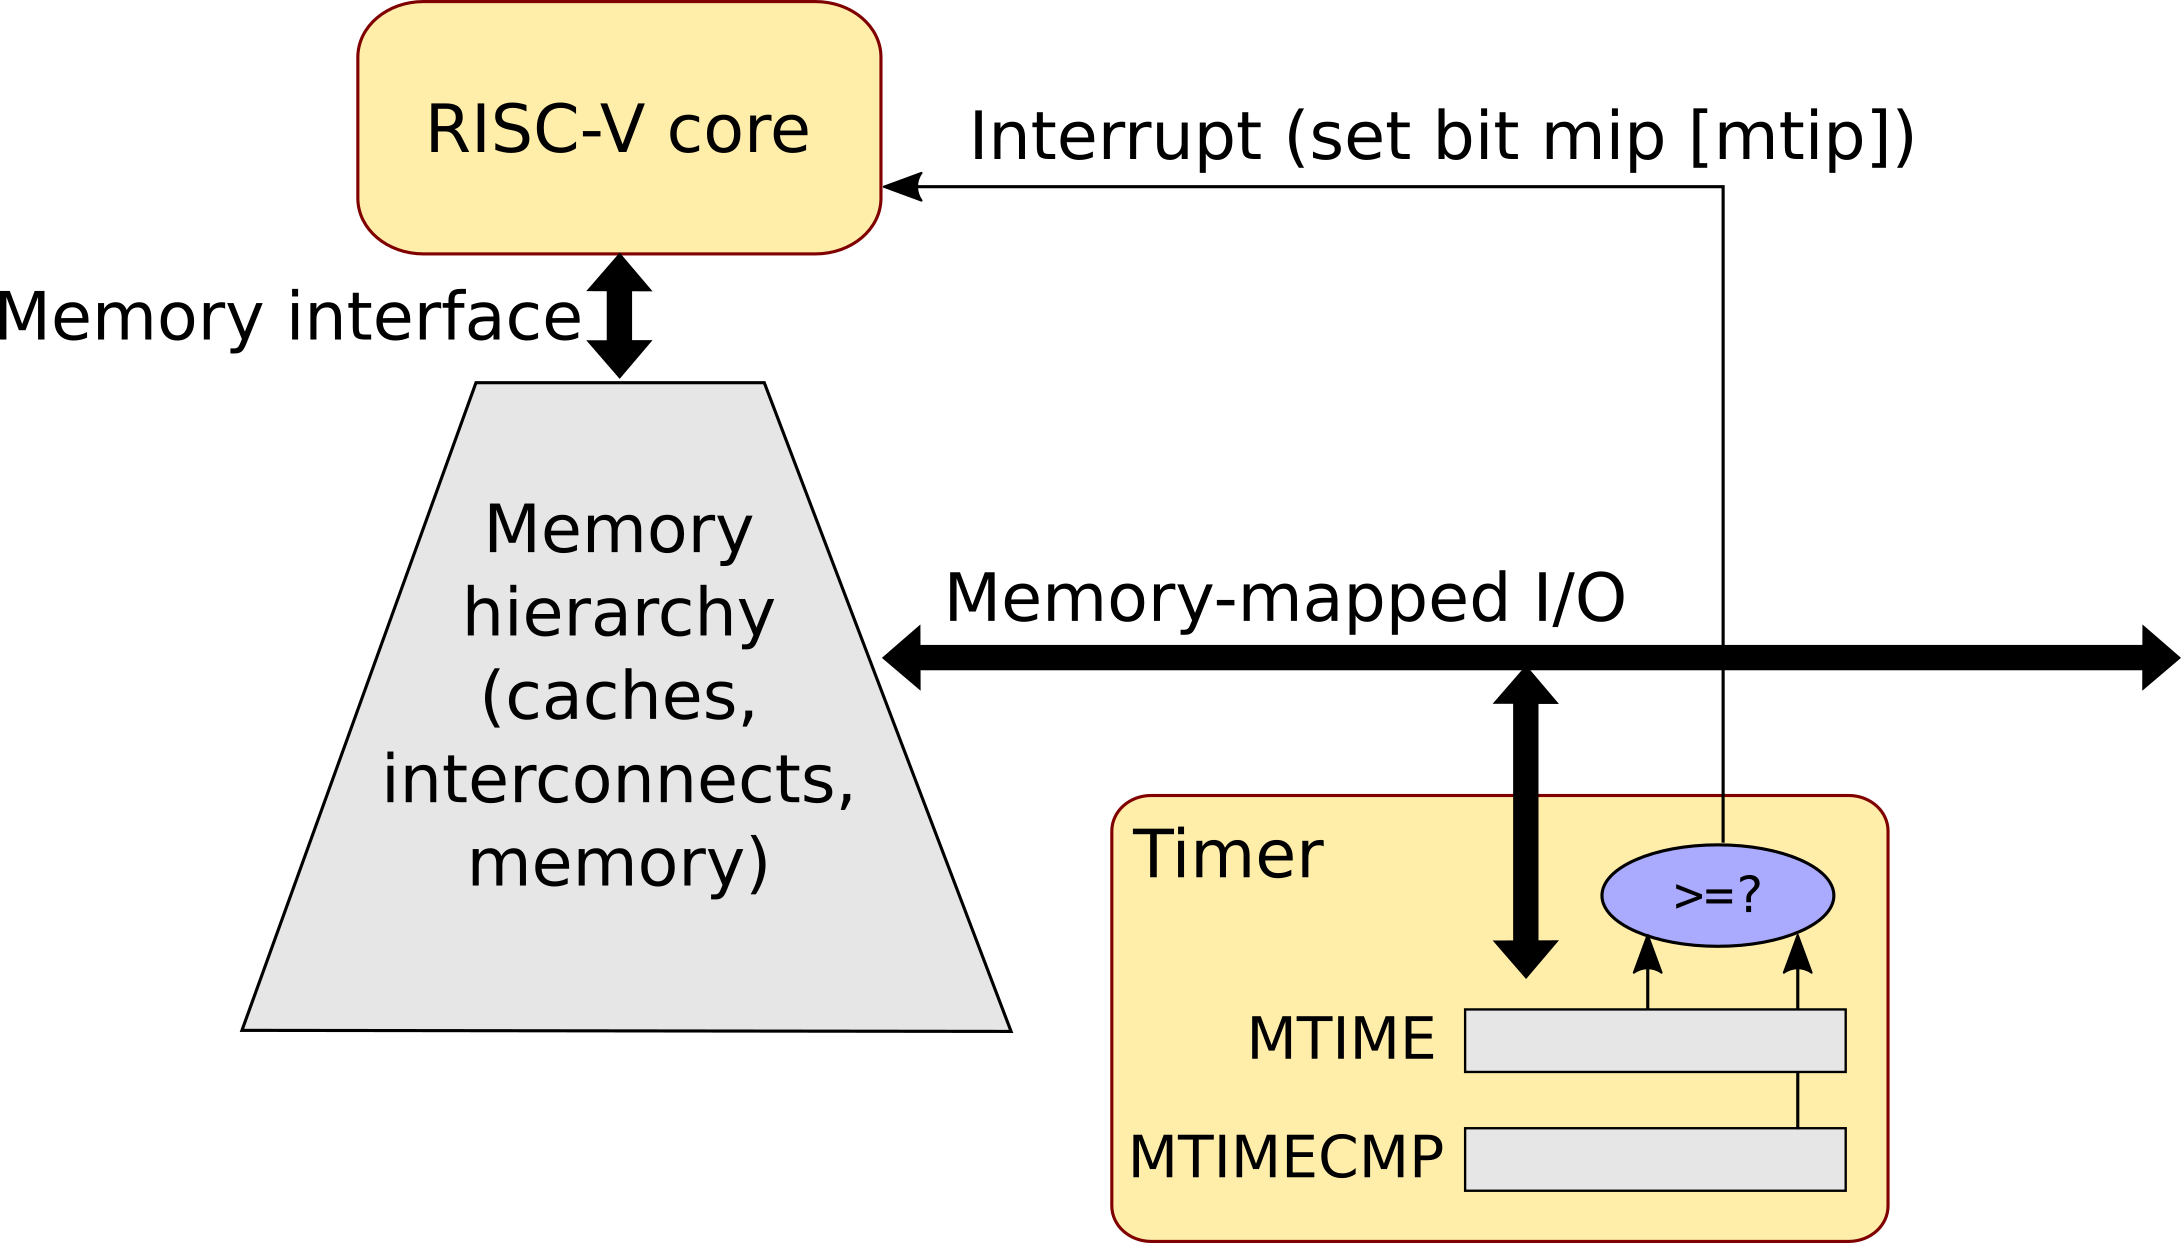 RISC-V core
Interrupt (set bit mip [mtip])
Memory interface
Memory
hierarchy
(caches,
interconnects,
memory)
Memory-mapped I/O
Timer
>=?
MTIME
MTIMECMP